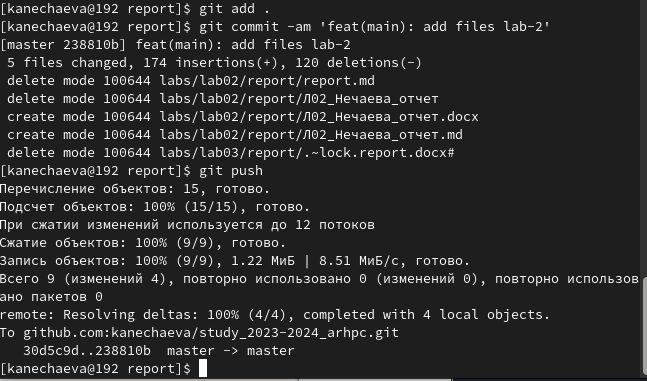 [kanechaeva@192 report]$ git add .
[kanechaeva@192 report]$ git commit -am 'feat(main): add files lab-2'
[master 238810b] feat(main): add files lab-2
 5 files changed, 174 insertions(+), 120 deletions(-)
 delete mode 100644 labs/lab02/report/report.md
 delete mode 100644 labs/lab02/report/Л02_Нечаева_отчет
 create mode 100644 labs/lab02/report/Л02_Нечаева_отчет.docx
 create mode 100644 labs/lab02/report/Л02_Нечаева_отчет.md
 delete mode 100644 labs/lab03/report/.~lock.report.docx#
[kanechaeva@192 report]$ git push
Перечисление объектов: 15, готово.
Подсчет объектов: 100% (15/15), готово.
При сжатии изменений используется до 12 потоков
Сжатие объектов: 100% (9/9), готово.
Запись объектов: 100% (9/9), 1.22 МиБ | 8.51 МиБ/с, готово.
Всего 9 (изменений 4), повторно использовано 0 (изменений 0), повторно использов
ано пакетов 0
remote: Resolving deltas: 100% (4/4), completed with 4 local objects.
To github.com:kanechaeva/study_2023-2024_arhpc.git
   30d5c9d..238810b  master -> master
[kanechaeva@192 report]$